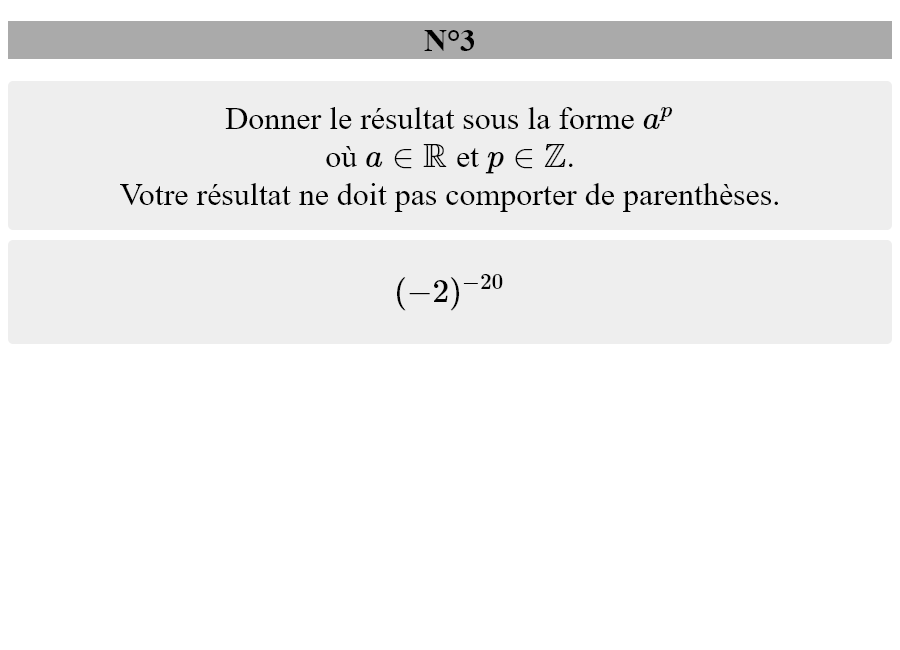 N°3
Donner le résultat sous la forme $a^p$
où $a \in \mathbb{R}$ et $p \in \mathbb{Z}$.
Votre résultat ne doit pas comporter de parenthèses.
$(-2)^{-20}$